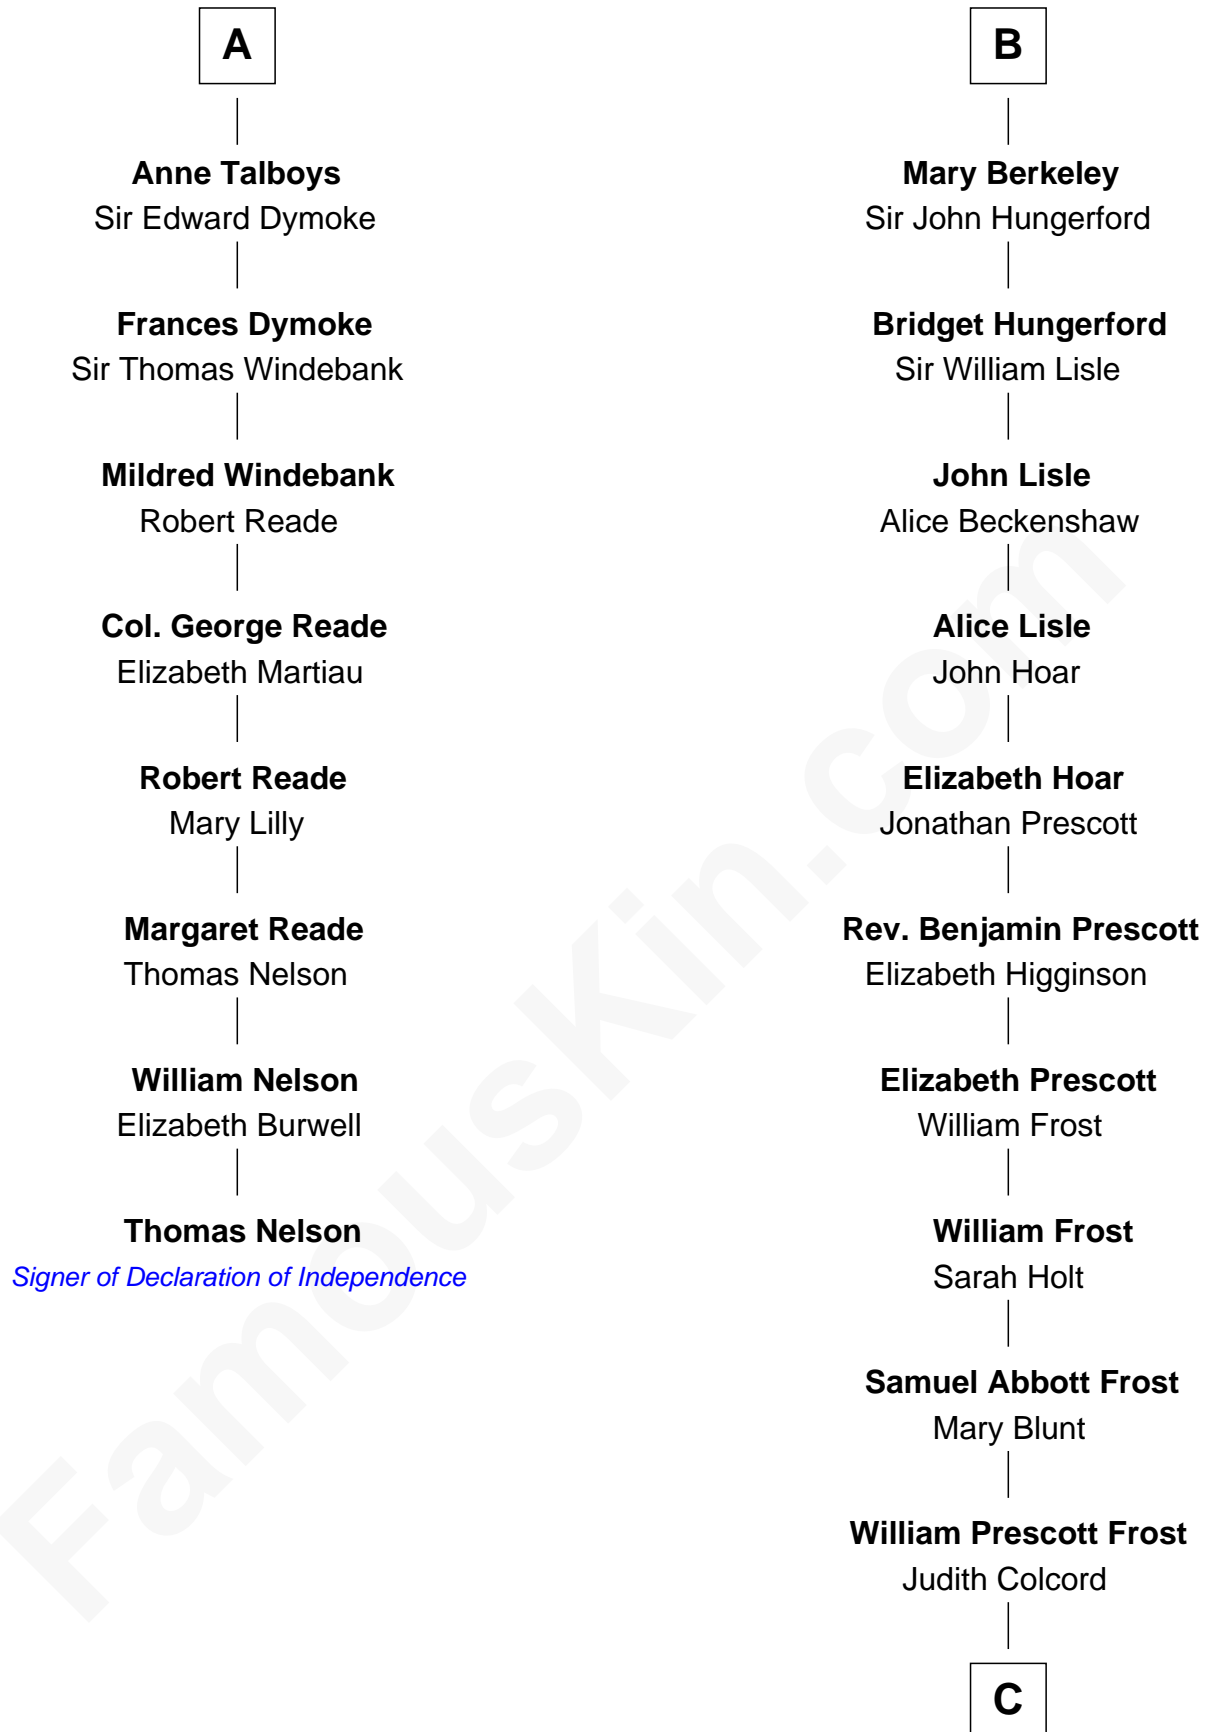 A
Anne Talboys
Sir Edward Dymoke
Frances Dymoke
Sir Thomas Windebank
Mildred Windebank
Robert Reade
Col. George Reade
Elizabeth Martiau
Robert Reade
Mary Lilly
Margaret Reade
Thomas Nelson
William Nelson
Elizabeth Burwell
Thomas Nelson
Signer of Declaration of Independence
B
Mary Berkeley
Sir John Hungerford
Bridget Hungerford
Sir William Lisle
John Lisle
Alice Beckenshaw
Alice Lisle
John Hoar
Elizabeth Hoar
Jonathan Prescott
Rev. Benjamin Prescott
Elizabeth Higginson
Elizabeth Prescott
William Frost
William Frost
Sarah Holt
Samuel Abbott Frost
Mary Blunt
William Prescott Frost
Judith Colcord
C
FamousKin.com